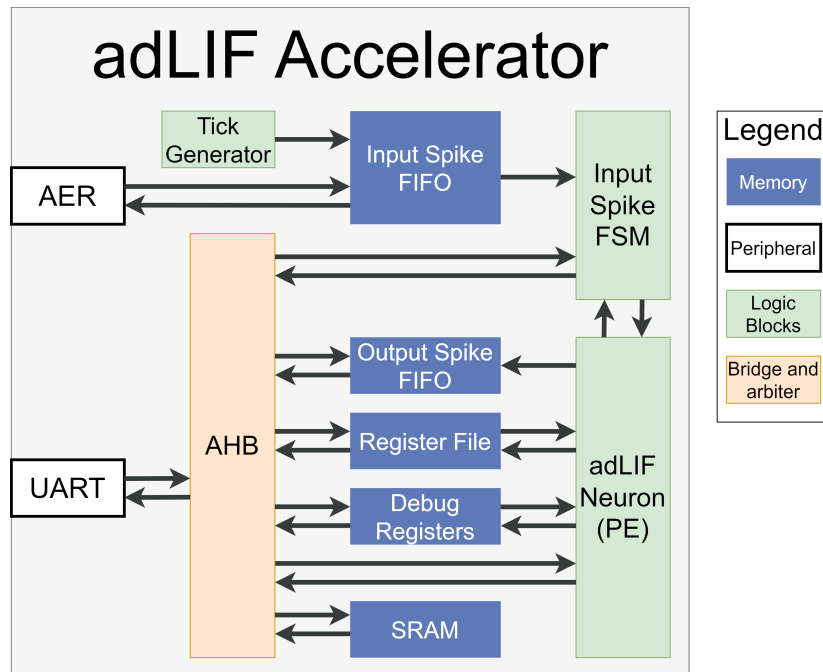 adLIF Accelerator
Tick
Generator
Input Spike
FIFO
Input
Spike
FSM
AER
Output Spike
FIFO
AHB
Register File
UART
Debug
Registers
adLIF
Neuron
(PE)
SRAM
Legend
Memory
Peripheral
Logic
Blocks
Bridge and
arbiter